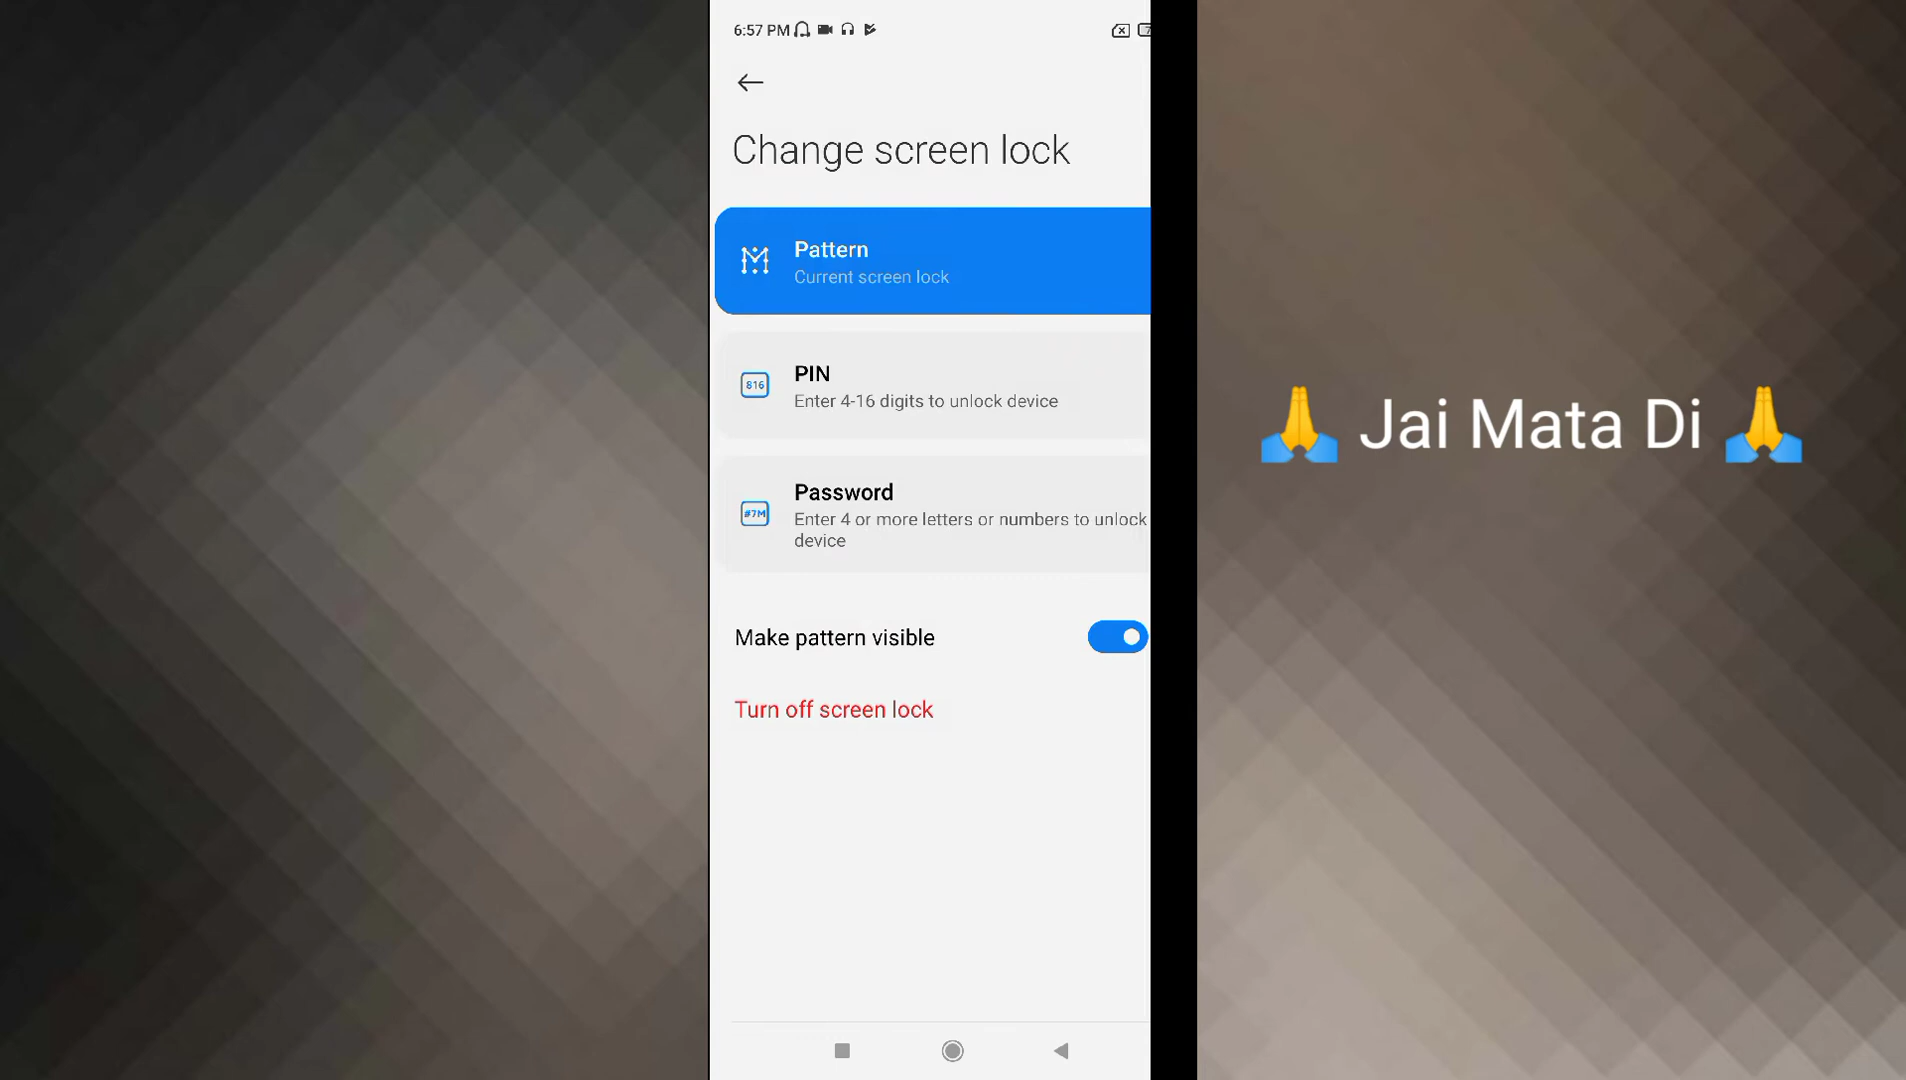 6:57 PM
Change screen lock
Pattern
Current screen lock
816
PIN
Enter 4-16 digits to unlock device
#7M
Password
Enter 4 or more letters or numbers to unlock
device
Make pattern visible
Turn off screen lock
🙏 Jai Mata Di 🙏